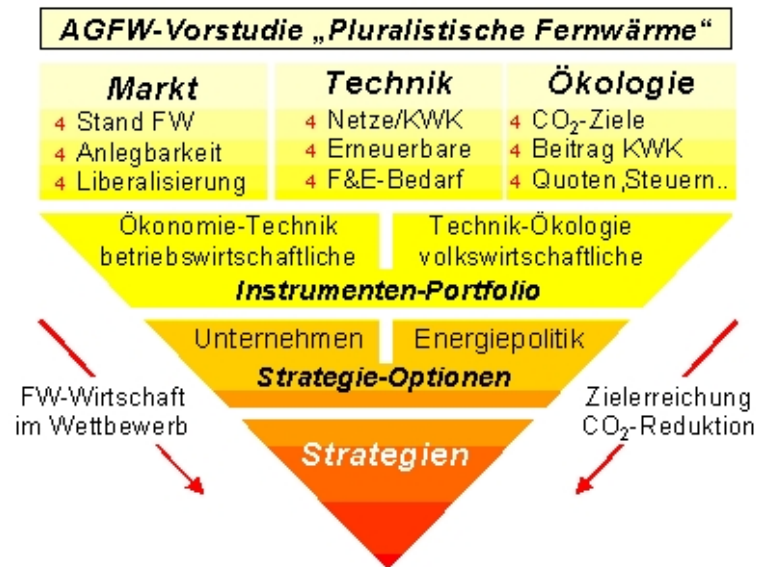 AGFW-Vorstudie „Pluralistische Fernwärme“
Markt
4 Stand FW
4 Anlegbarkeit
4 Liberalisierung
Technik
4 Netze/KWK
4 Erneuerbare
4 F&E-Bedarf
Ökologie
4 CO₂-Ziele
4 Beitrag KWK
4 Quoten,Steuern..
Ökonomie-Technik
betriebswirtschaftliche
Technik-Ökologie
volkswirtschaftliche
Instrumenten-Portfolio
Unternehmen
Energiepolitik
Strategie-Optionen
FW-Wirtschaft
im Wettbewerb
Zielerreichung
CO₂-Reduktion
Strategien